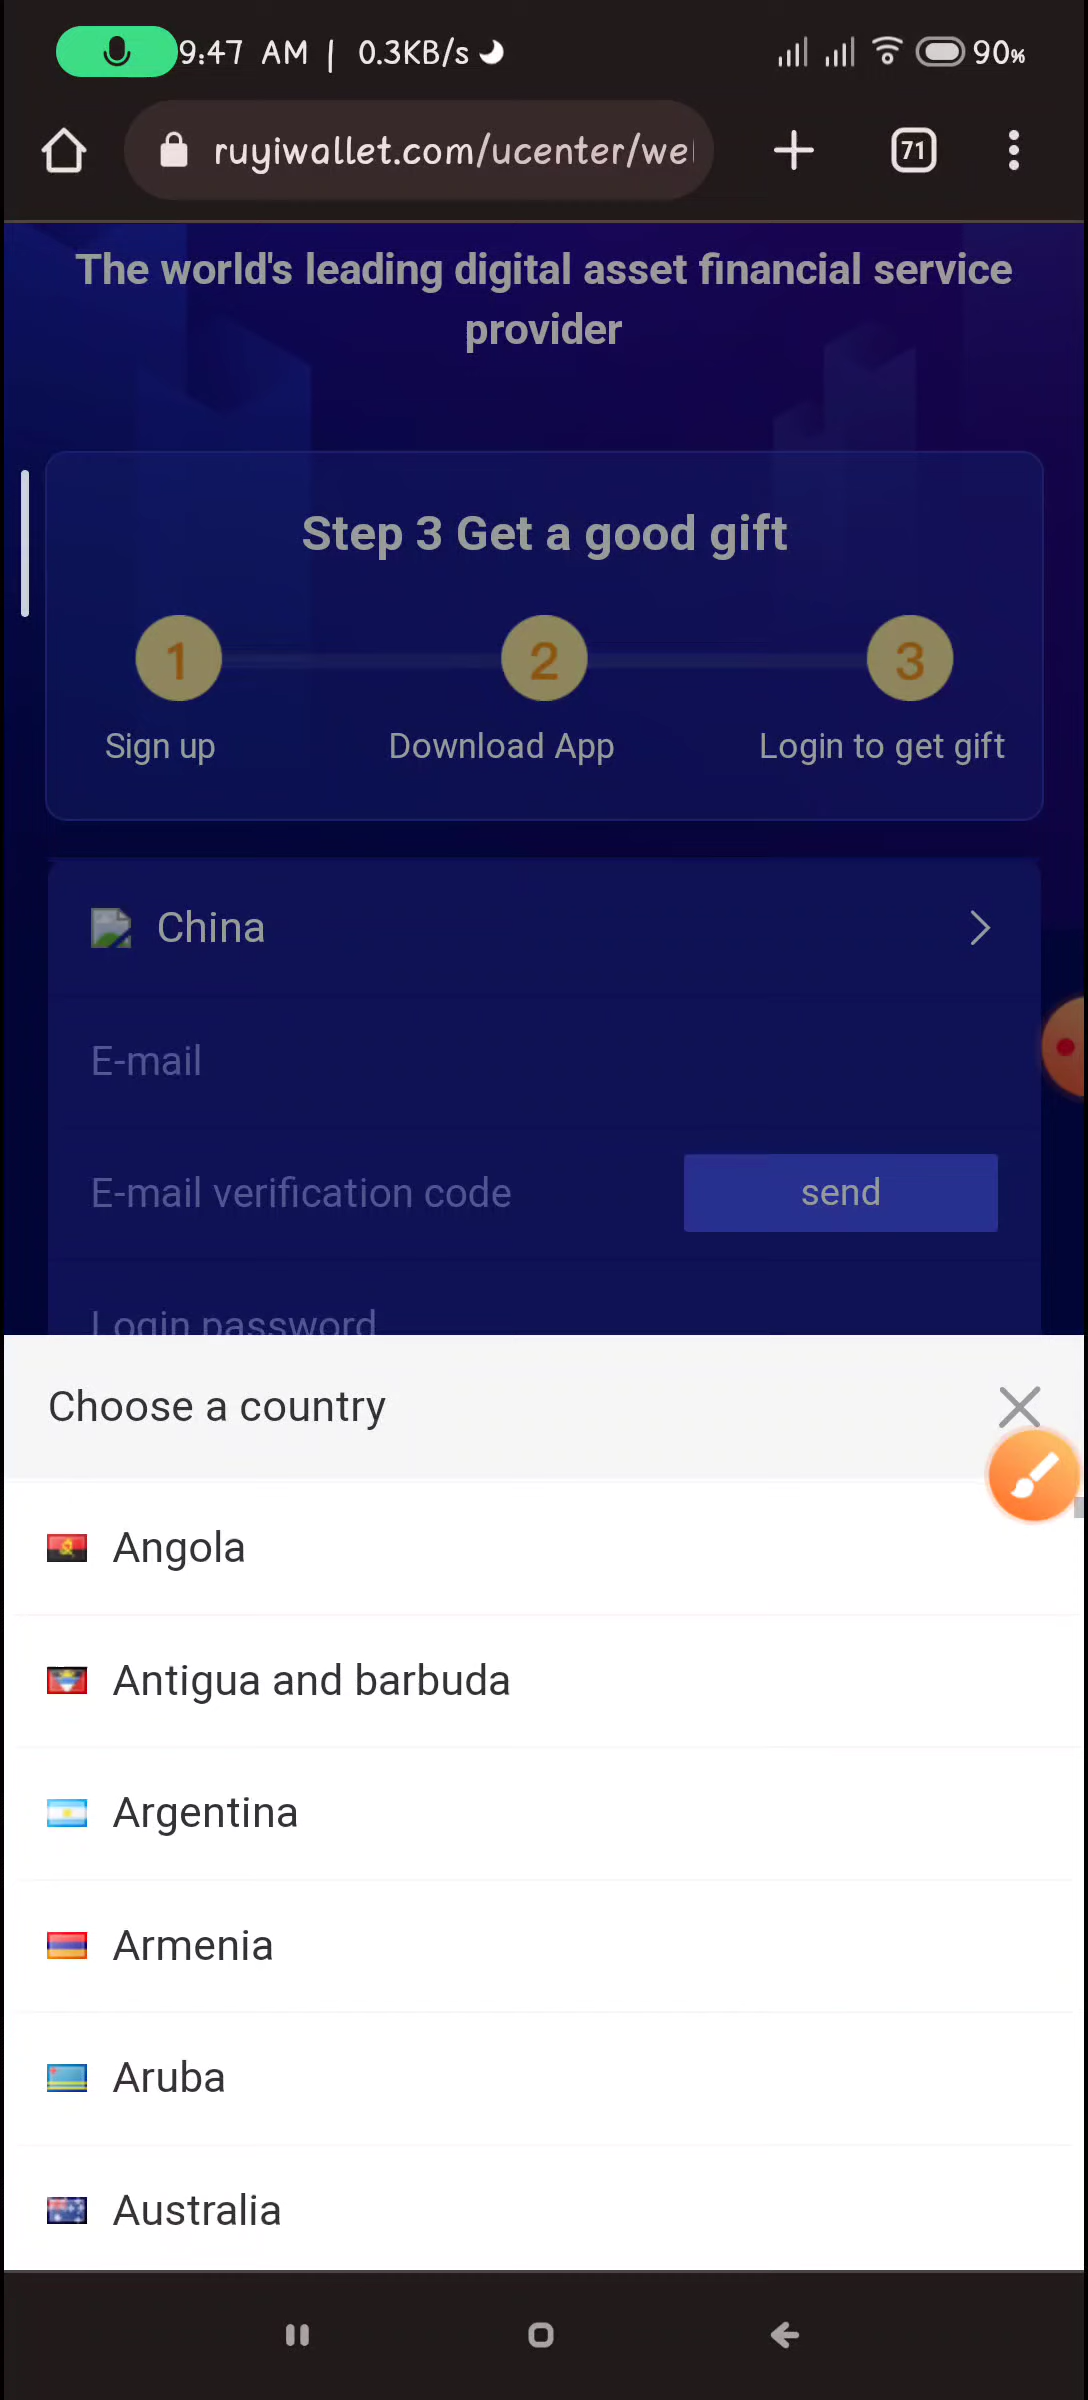 9:47 AM | 0.3KB/s
90%
ruyiwallet.com/ucenter/we
71
The world's leading digital asset financial service
provider
Step 3 Get a good gift
1
2
3
Sign up
Download App
Login to get gift
China
E-mail
E-mail verification code
send
Login password
Choose a country
Angola
Antigua and barbuda
Argentina
Armenia
Aruba
Australia